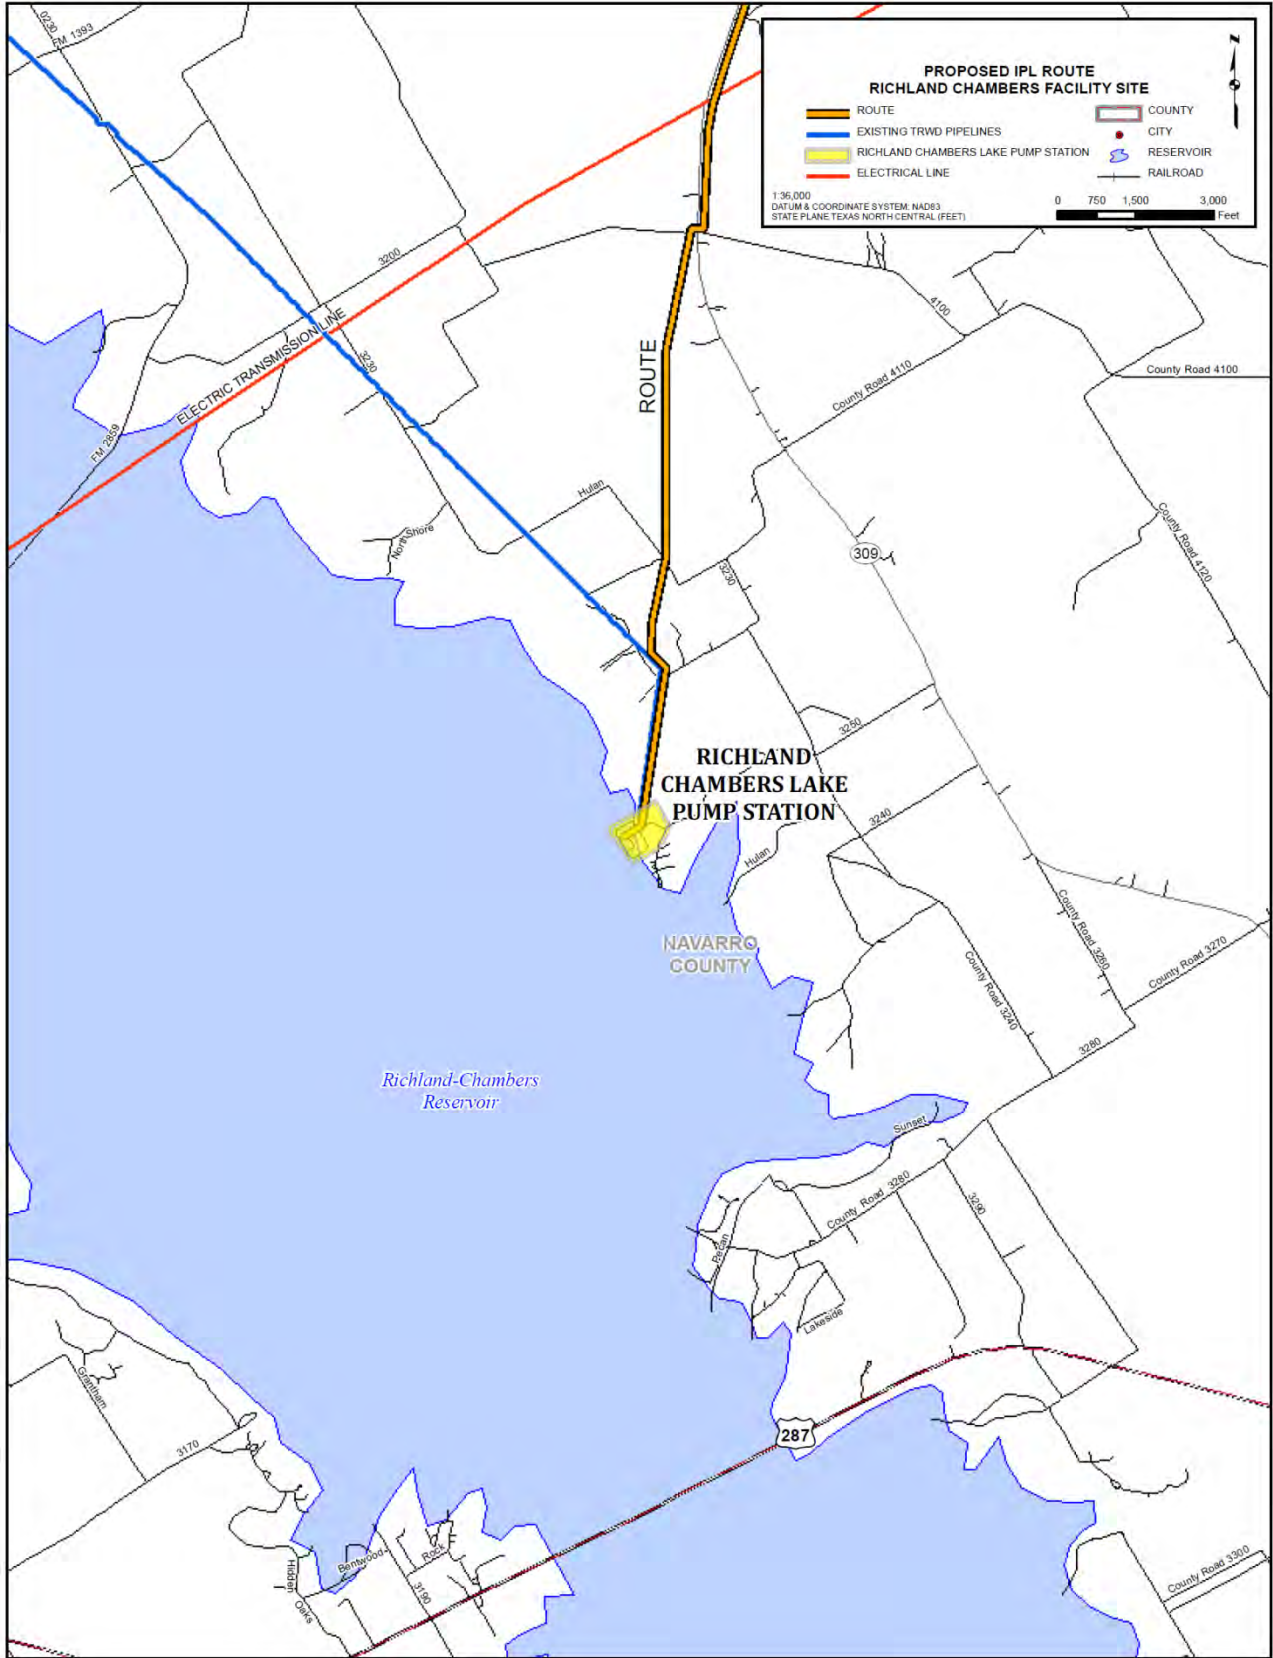 PROPOSED IPL ROUTE
RICHLAND CHAMBERS FACILITY SITE
N
ROUTE
EXISTING TRWD PIPELINES
RICHLAND CHAMBERS LAKE PUMP STATION
ELECTRICAL LINE
COUNTY
CITY
RESERVOIR
RAILROAD
1:36,000
DATUM & COORDINATE SYSTEM: NAD83
STATE PLANE TEXAS NORTH CENTRAL (FEET)
0 750 1,500 3,000
Feet
0230
FM 1393
3200
ELECTRIC TRANSMISSION LINE
3230
FM 2859
ROUTE
4100
County Road 4110
County Road 4100
Hulan
North Shore
3230
309
County Road 4120
3250
RICHLAND
CHAMBERS LAKE
PUMP STATION
3240
Hulan
County Road 3260
County Road 3270
NAVARRO
COUNTY
County Road 3240
3280
Richland-Chambers
Reservoir
Sunset
County Road 3280
3290
Pecan
Lakeside
Grantham
3170
287
Bentwood
Rock
Hidden
Oaks
3190
County Road 3300